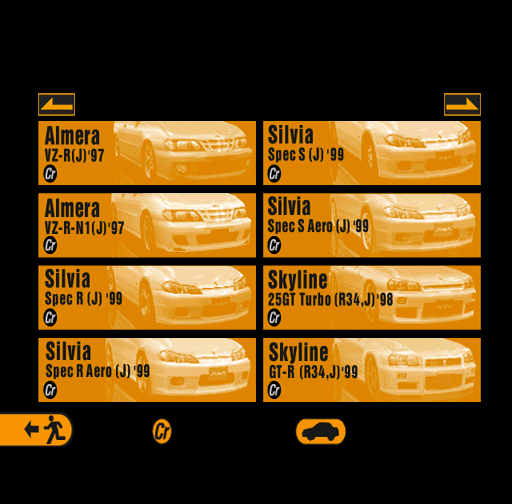 Almera
VZ-R(J)'97
Cr
Almera
VZ-R-N1(J)'97
Cr
Silvia
Spec R (J) '99
Cr
Silvia
Spec R Aero (J) '99
Cr
Silvia
Spec S (J) '99
Cr
Silvia
Spec S Aero (J) '99
Cr
Skyline
25GT Turbo (R34,J)'98
Cr
Skyline
GT-R (R34,J)'99
Cr
Cr